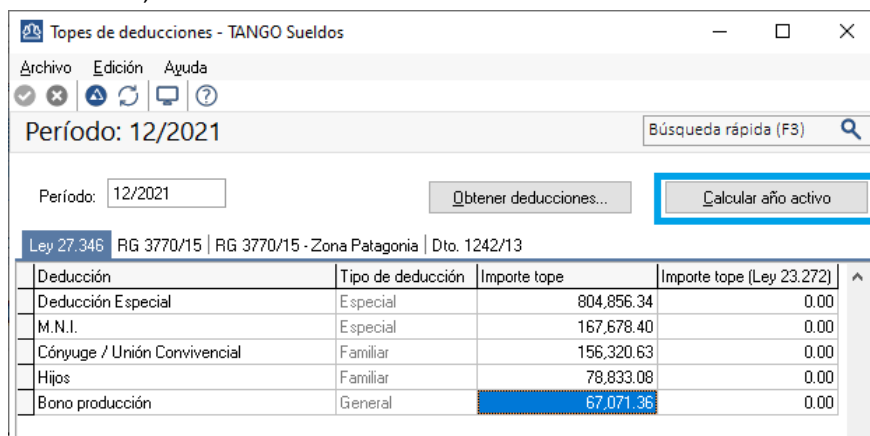 Topes de deducciones - TANGO Sueldos
Archivo Edición Ayuda
Período: 12/2021 Búsqueda rápida (F3)
Período: 12/2021 Obtener deducciones... Calcular año activo
Ley 27.346 RG 3770/15 RG 3770/15 - Zona Patagonia Dto. 1242/13
Deducción Tipo de deducción Importe tope Importe tope (Ley 23.272)
Deducción Especial Especial 804,856.34 0.00
M.N.I. Especial 167,678.40 0.00
Cónyuge / Unión Convivencial Familiar 156,320.63 0.00
Hijos Familiar 78,833.08 0.00
Bono producción General 67,071.36 0.00